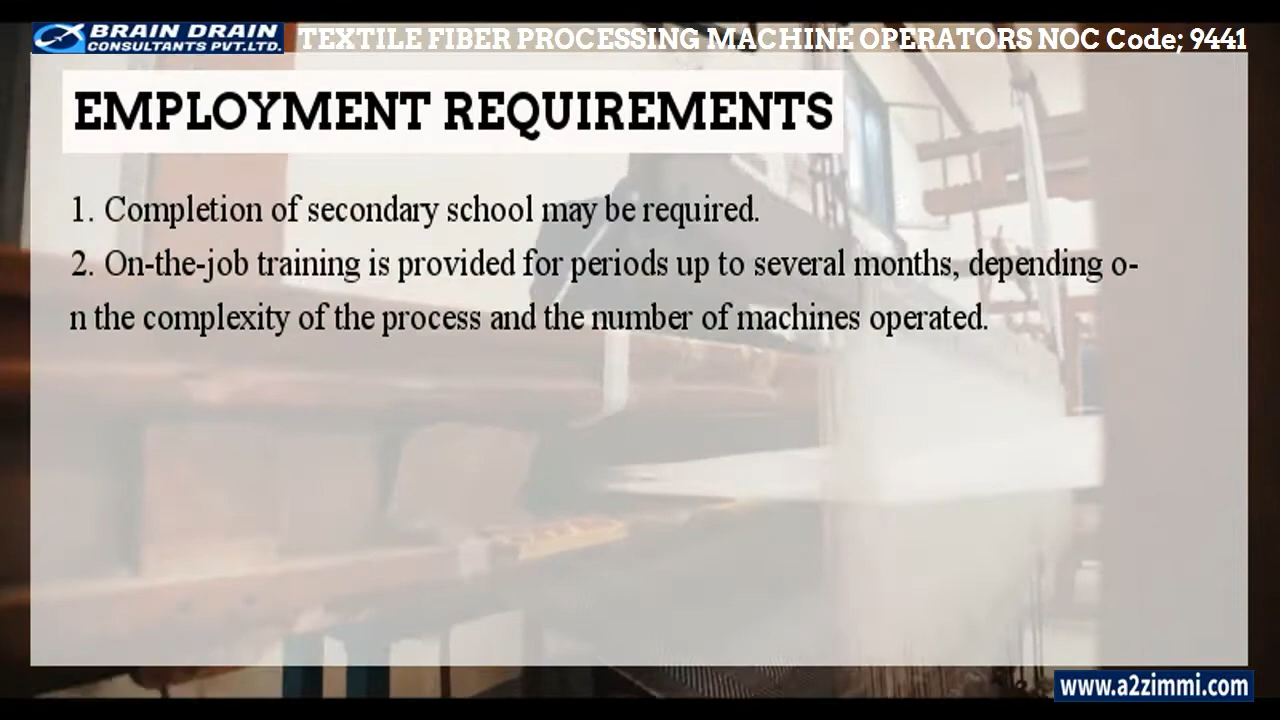 BRAIN DRAIN
CONSULTANTS PVT.LTD.
TEXTILE FIBER PROCESSING MACHINE OPERATORS NOC Code; 9441
EMPLOYMENT REQUIREMENTS
1. Completion of secondary school may be required.
2. On-the-job training is provided for periods up to several months, depending o-
n the complexity of the process and the number of machines operated.
www.a2zimmi.com